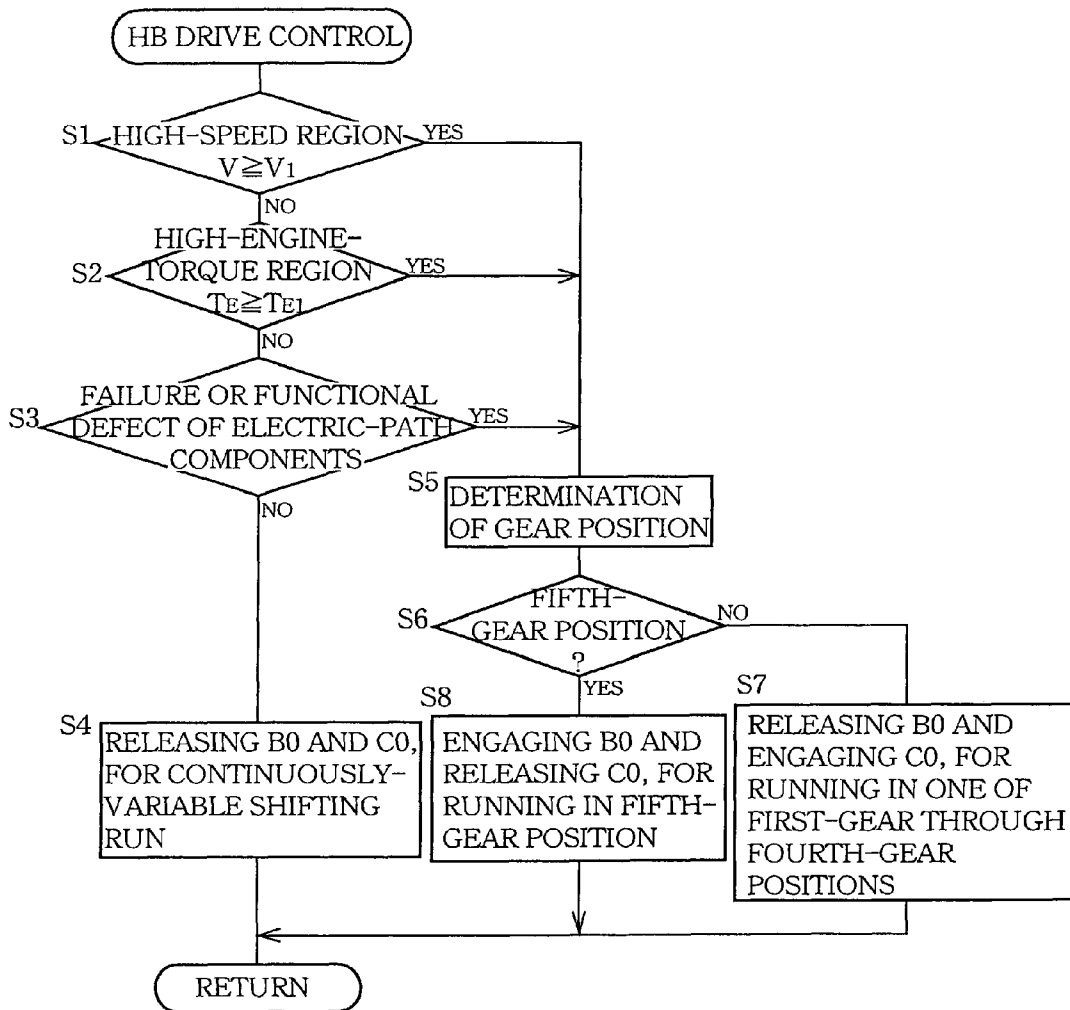 HB DRIVE CONTROL
S1
HIGH-SPEED REGION
V≧V1
YES
NO
S2
HIGH-ENGINE-
TORQUE REGION
TE≧TE1
YES
NO
S3
FAILURE OR FUNCTIONAL
DEFECT OF ELECTRIC-PATH
COMPONENTS
YES
NO
S5
DETERMINATION
OF GEAR POSITION
S6
FIFTH-
GEAR POSITION
?
NO
YES
S4
RELEASING B0 AND C0,
FOR CONTINUOUSLY-
VARIABLE SHIFTING
RUN
S8
ENGAGING B0 AND
RELEASING C0, FOR
RUNNING IN FIFTH-
GEAR POSITION
S7
RELEASING B0 AND
ENGAGING C0, FOR
RUNNING IN ONE OF
FIRST-GEAR THROUGH
FOURTH-GEAR
POSITIONS
RETURN